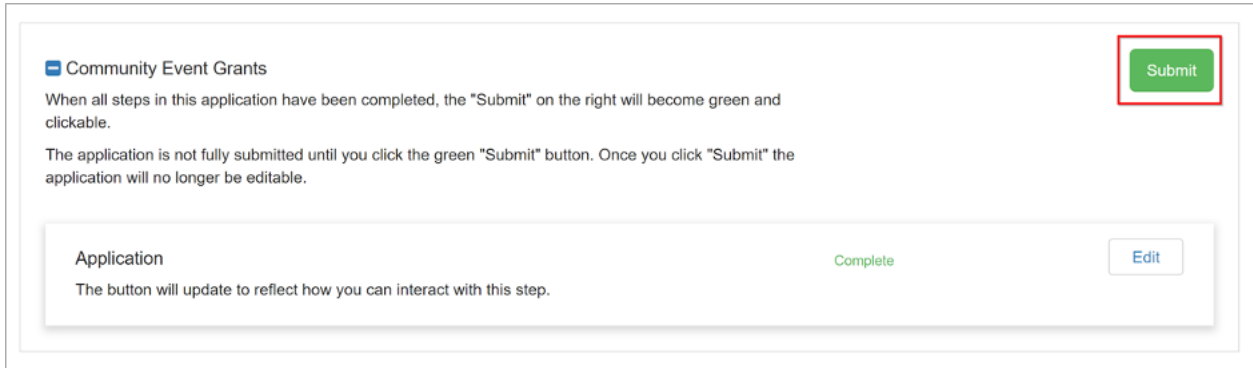 Community Event Grants
Submit
When all steps in this application have been completed, the "Submit" on the right will become green and
clickable.
The application is not fully submitted until you click the green "Submit" button. Once you click "Submit" the
application will no longer be editable.
Application
Complete
Edit
The button will update to reflect how you can interact with this step.